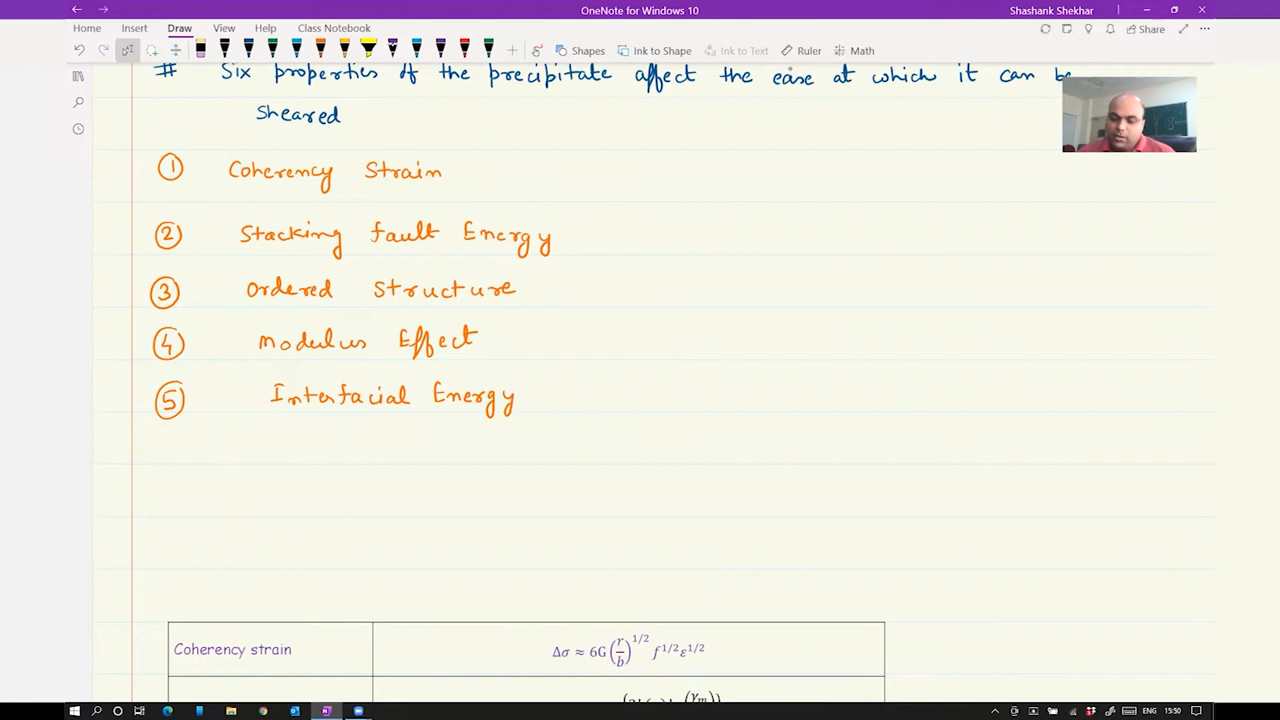 OneNote for Windows 10
Shashank Shekhar
Home Insert Draw View Help Class Notebook
Share
Shapes Ink to Shape Ink to Text Ruler Math
# Six properties of the precipitate affect the ease at which it can be
Sheared
① Coherency Strain
② Stacking fault Energy
③ Ordered Structure
④ Modulus Effect
⑤ Interfacial Energy
Coherency strain Δσ ≈ 6G (r/b)^1/2 f^1/2 ε^1/2
ENG 15:50